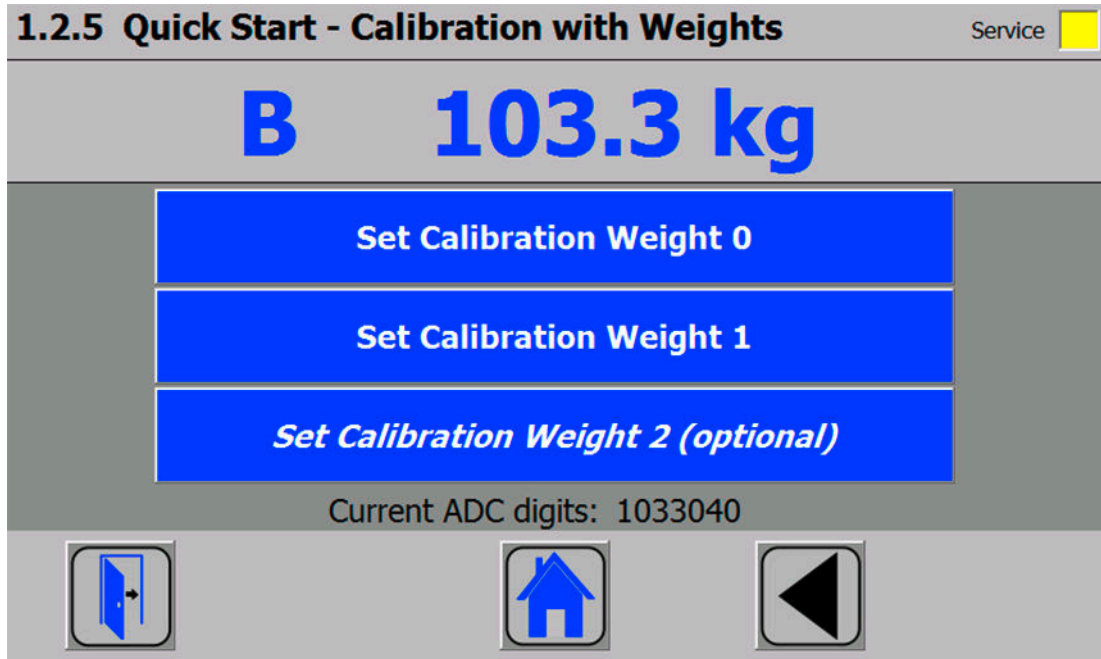 1.2.5 Quick Start - Calibration with Weights Service
B 103.3 kg
Set Calibration Weight 0
Set Calibration Weight 1
Set Calibration Weight 2 (optional)
Current ADC digits: 1033040